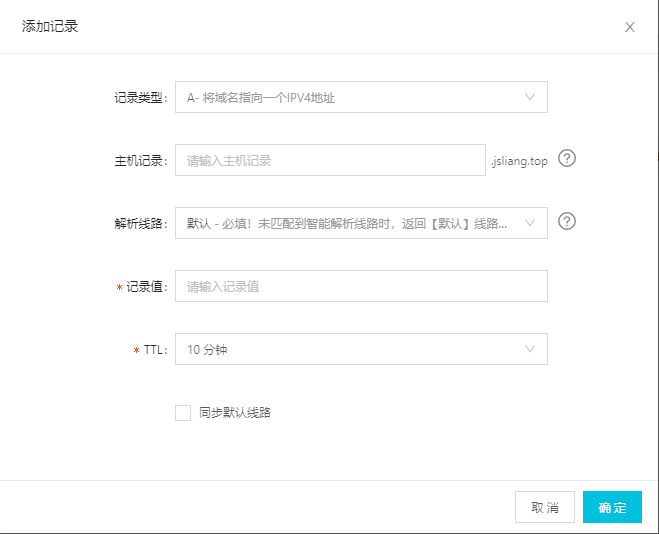 添加记录
记录类型: A- 将域名指向一个IPV4地址
主机记录: 请输入主机记录 .jsliang.top
解析线路: 默认 - 必填！未匹配到智能解析线路时，返回【默认】线路...
* 记录值: 请输入记录值
* TTL: 10 分钟
同步默认线路
取消 确定